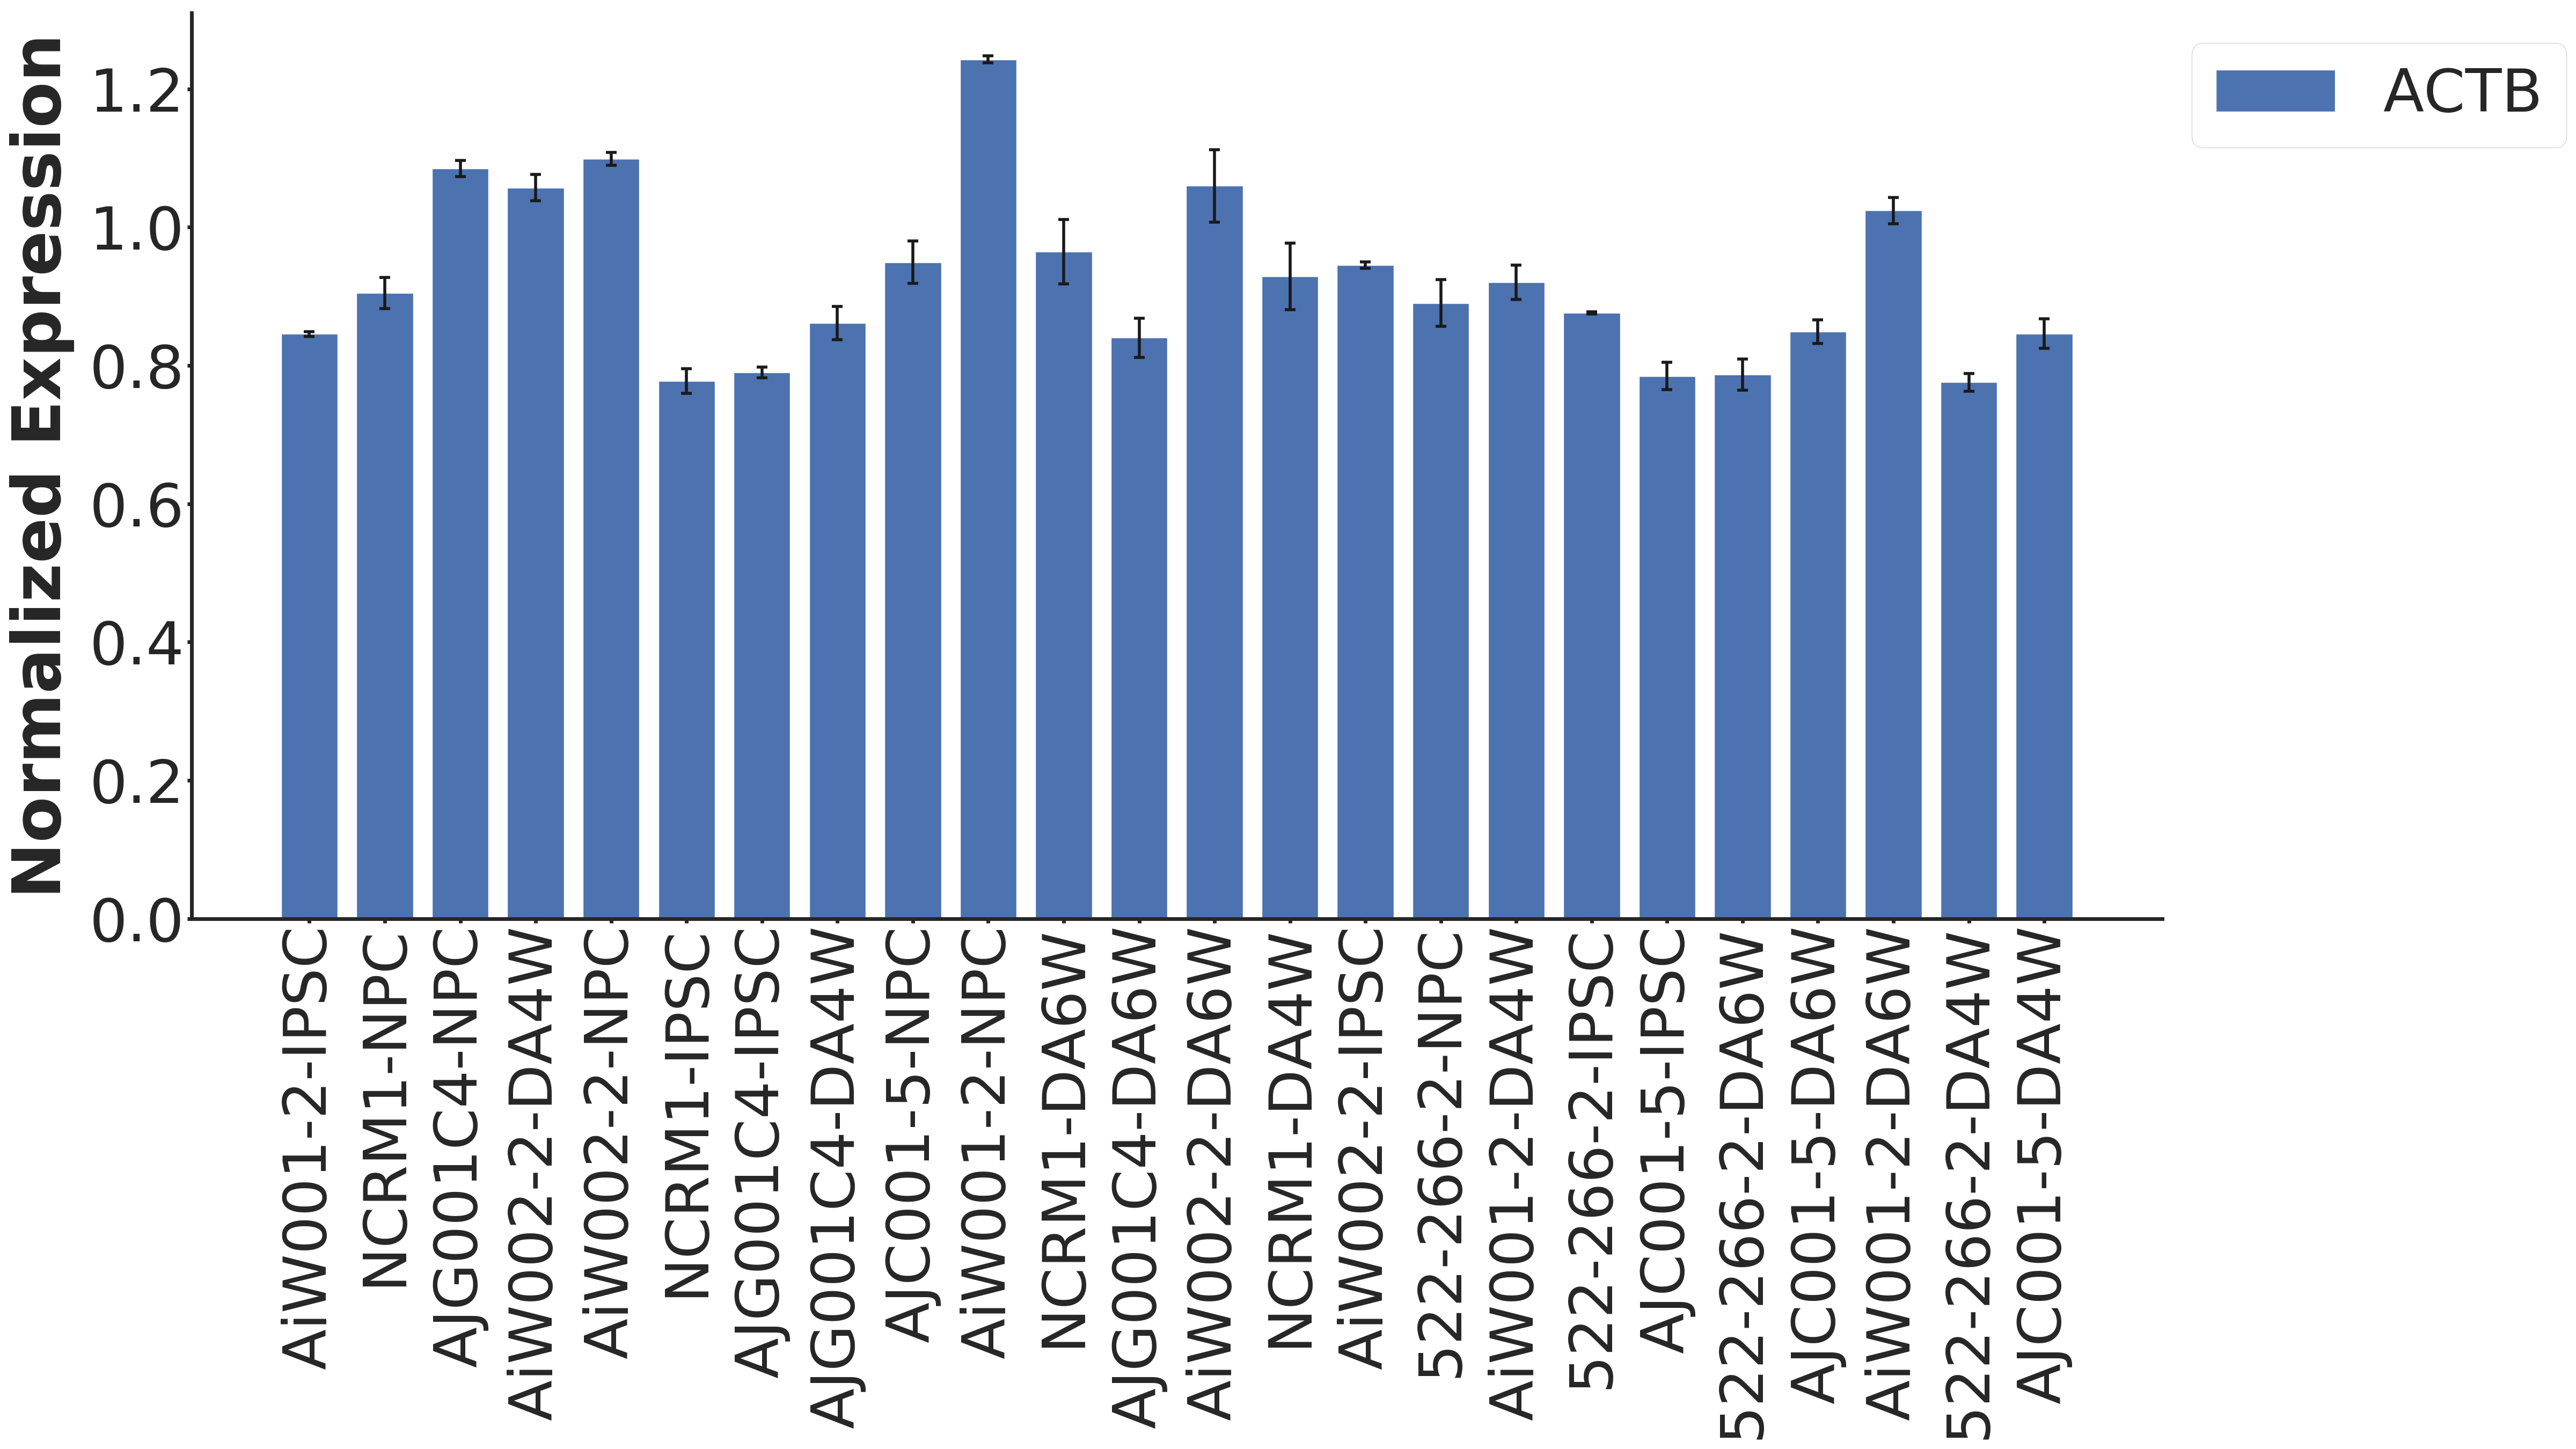 Normalized Expression
1.2
1.0
0.8
0.6
0.4
0.2
0.0
ACTB
AiW001-2-IPSC
NCRM1-NPC
AJG001C4-NPC
AiW002-2-DA4W
AiW002-2-NPC
NCRM1-IPSC
AJG001C4-IPSC
AJG001C4-DA4W
AJC001-5-NPC
AiW001-2-NPC
NCRM1-DA6W
AJG001C4-DA6W
AiW002-2-DA6W
NCRM1-DA4W
AiW002-2-IPSC
522-266-2-NPC
AiW001-2-DA4W
522-266-2-IPSC
AJC001-5-IPSC
522-266-2-DA6W
AJC001-5-DA6W
AiW001-2-DA6W
522-266-2-DA4W
AJC001-5-DA4W